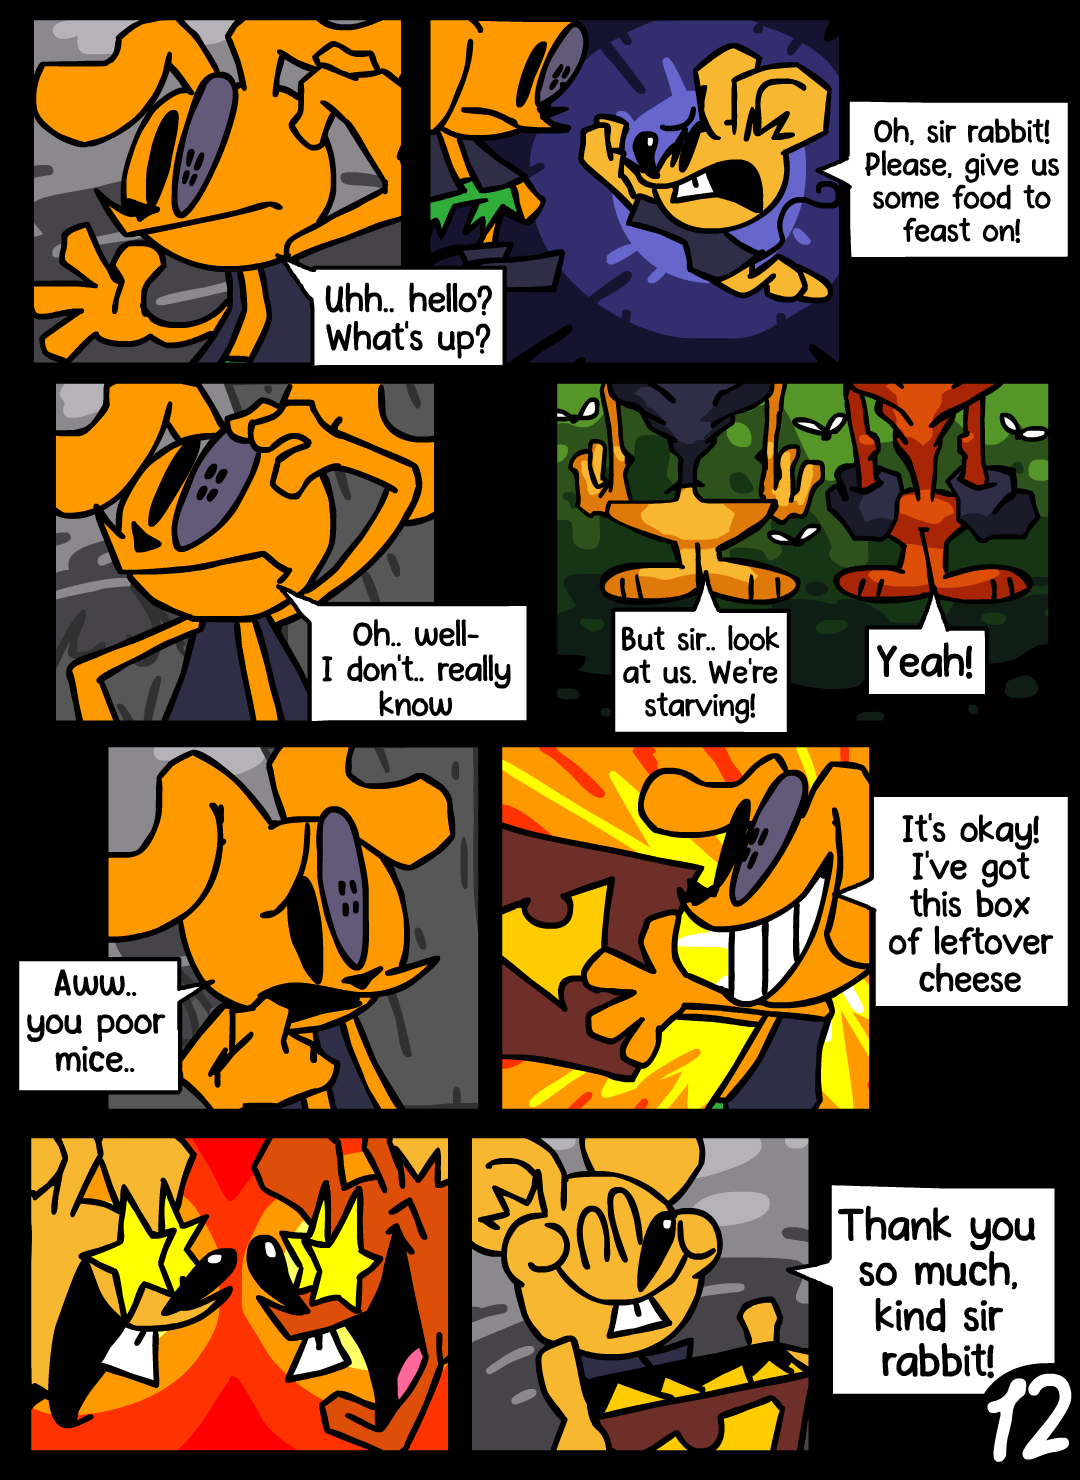 Uhh.. hello?
What's up?
Oh, sir rabbit!
Please, give us
some food to
feast on!
Oh.. well-
I don't.. really
know
But sir.. look
at us. We're
starving!
Yeah!
Aww..
you poor
mice..
It's okay!
I've got
this box
of leftover
cheese
Thank you
so much,
kind sir
rabbit!
12